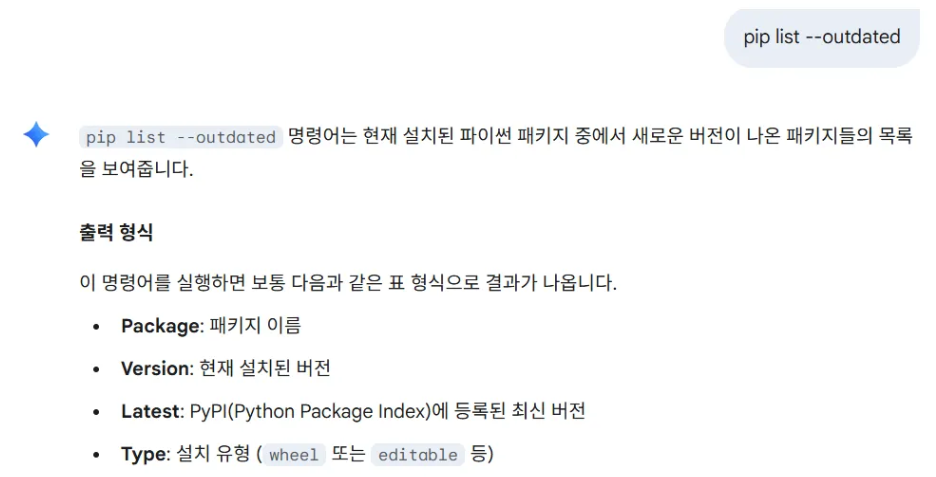 pip list --outdated
pip list --outdated 명령어는 현재 설치된 파이썬 패키지 중에서 새로운 버전이 나온 패키지들의 목록
을 보여줍니다.
출력 형식
이 명령어를 실행하면 보통 다음과 같은 표 형식으로 결과가 나옵니다.
• Package: 패키지 이름
• Version: 현재 설치된 버전
• Latest: PyPI(Python Package Index)에 등록된 최신 버전
• Type: 설치 유형 (wheel 또는 editable 등)